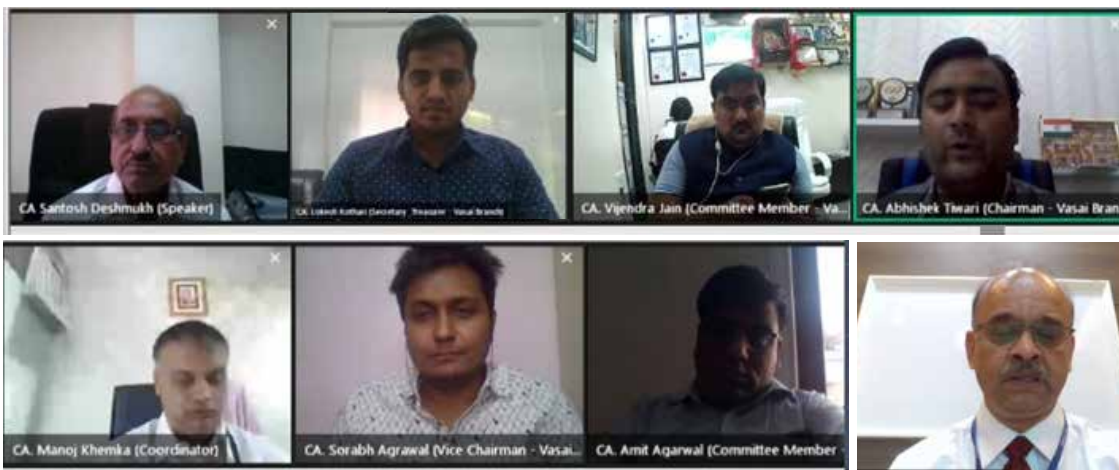 CA Santosh Deshmukh (Speaker)
CA. Lokesh Kothari (Secretary, Treasurer - Vasai Branch)
CA. Vijendra Jain (Committee Member - Va...
CA. Abhishek Tiwari (Chairman - Vasai Bran
CA. Manoj Khemka (Coordinator)
CA. Sorabh Agrawal (Vice Chairman - Vasai...
CA. Amit Agarwal (Committee Member -